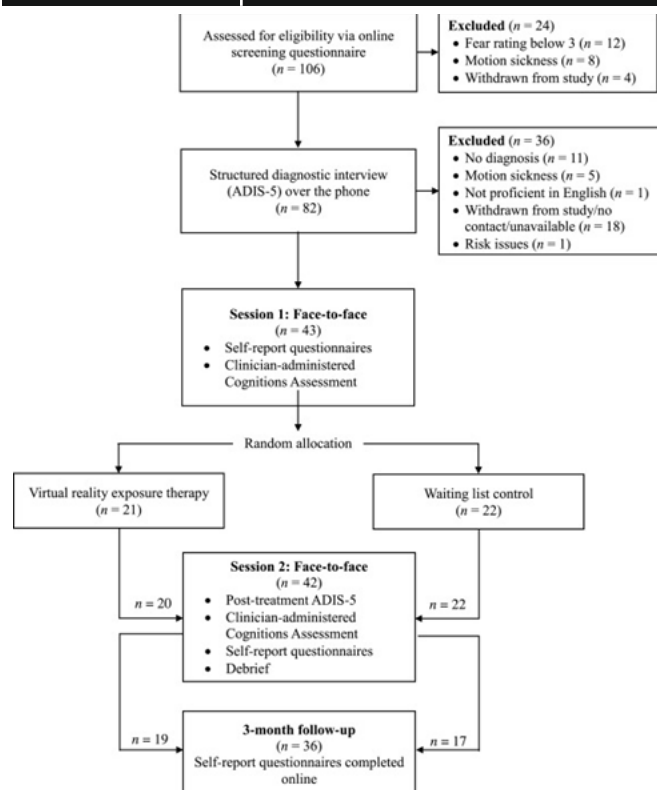 Assessed for eligibility via online
screening questionnaire
(n = 106)
Excluded (n = 24)
• Fear rating below 3 (n = 12)
• Motion sickness (n = 8)
• Withdrawn from study (n = 4)
Structured diagnostic interview
(ADIS-5) over the phone
(n = 82)
Excluded (n = 36)
• No diagnosis (n = 11)
• Motion sickness (n = 5)
• Not proficient in English (n = 1)
• Withdrawn from study/no
contact/unavailable (n = 18)
• Risk issues (n = 1)
Session 1: Face-to-face
(n = 43)
• Self-report questionnaires
• Clinician-administered
Cognitions Assessment
Random allocation
Virtual reality exposure therapy
(n = 21)
Waiting list control
(n = 22)
Session 2: Face-to-face
(n = 42)
• Post-treatment ADIS-5
• Clinician-administered
Cognitions Assessment
• Self-report questionnaires
• Debrief
n = 20
n = 22
3-month follow-up
(n = 36)
Self-report questionnaires completed
online
n = 19
n = 17